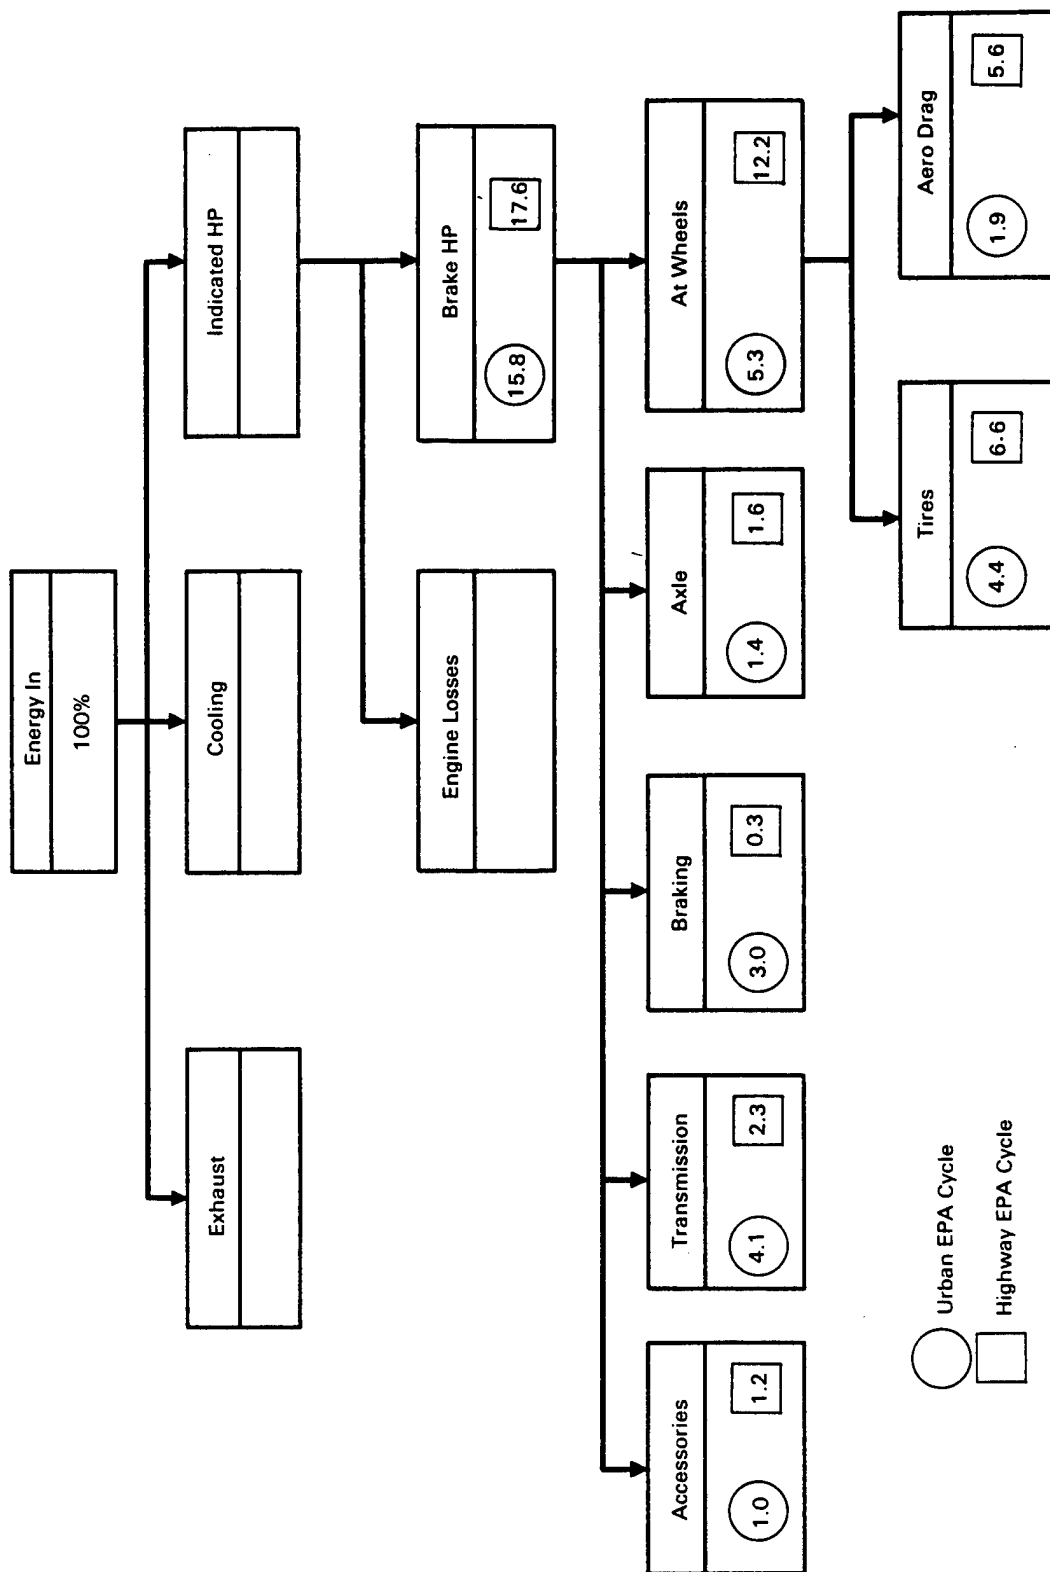 Energy In
100%
Exhaust
Cooling
Indicated HP
Engine Losses
Brake HP
15.8
17.6
Accessories
1.0
1.2
Transmission
4.1
2.3
Braking
3.0
0.3
Axle
1.4
1.6
At Wheels
5.3
12.2
Tires
4.4
6.6
Aero Drag
1.9
5.6
Urban EPA Cycle
Highway EPA Cycle